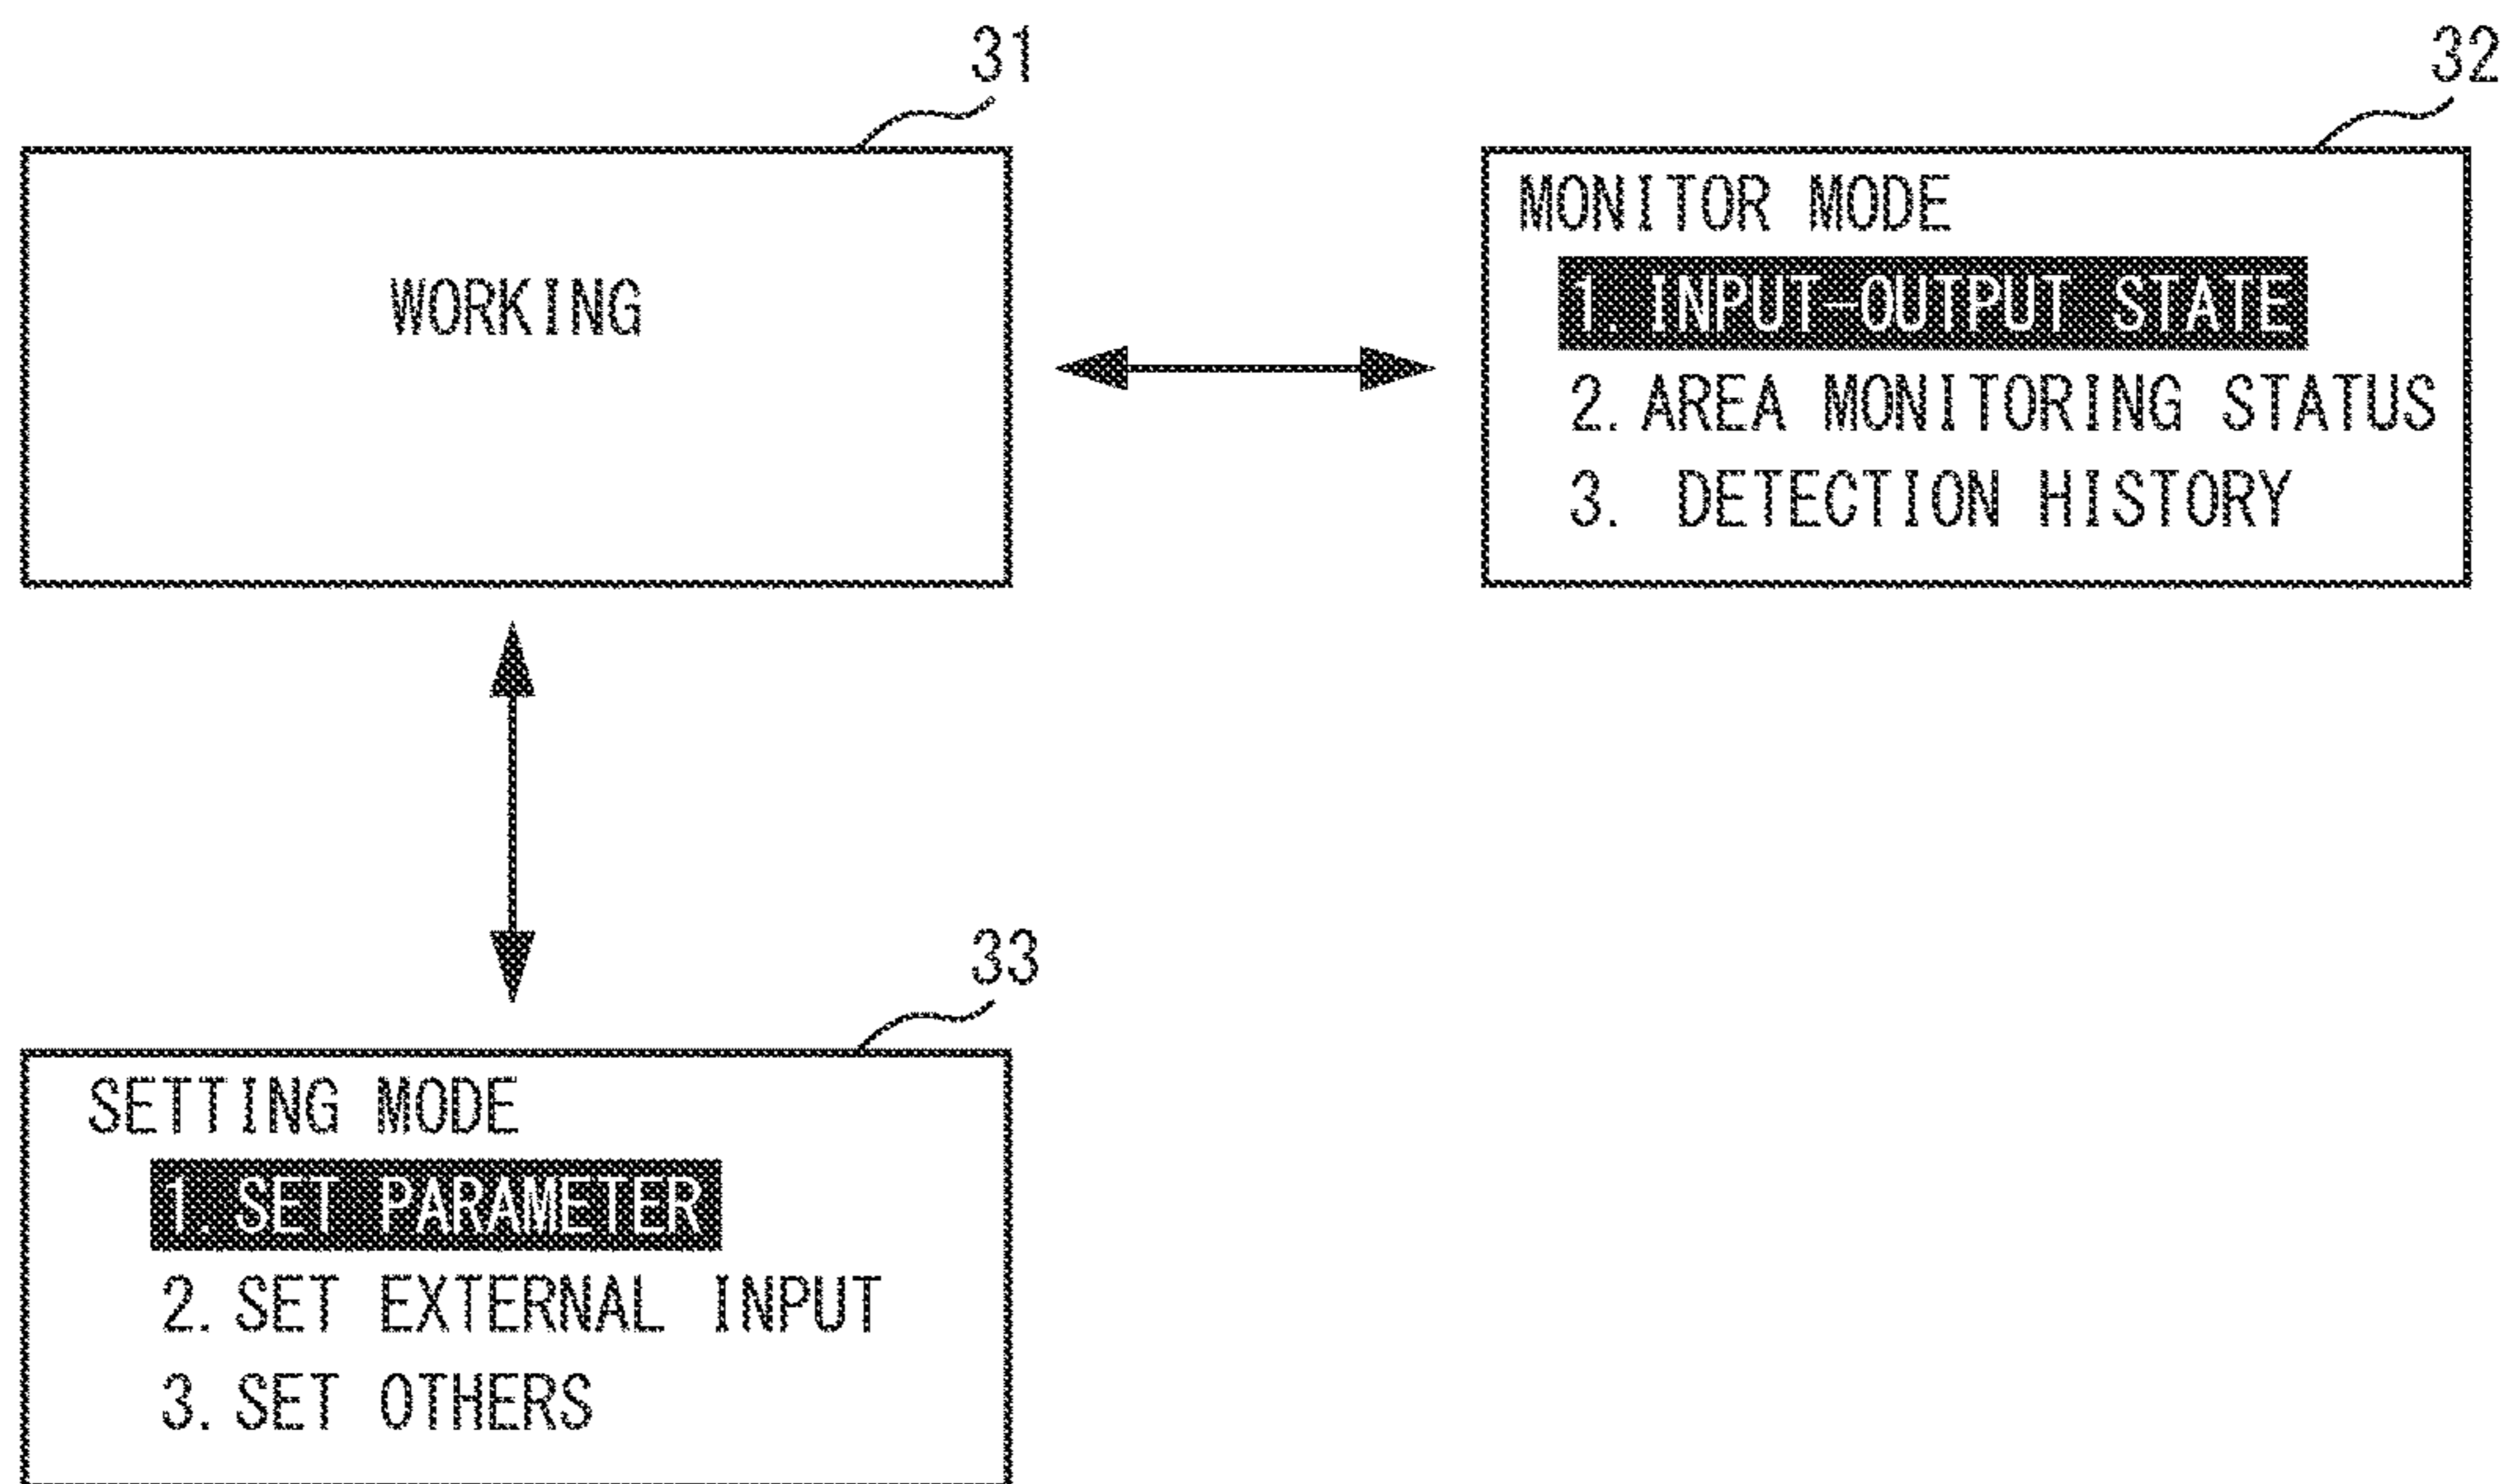 31
WORKING
32
MONITOR MODE
1. INPUT-OUTPUT STATE
2. AREA MONITORING STATUS
3. DETECTION HISTORY
33
SETTING MODE
1. SET PARAMETER
2. SET EXTERNAL INPUT
3. SET OTHERS